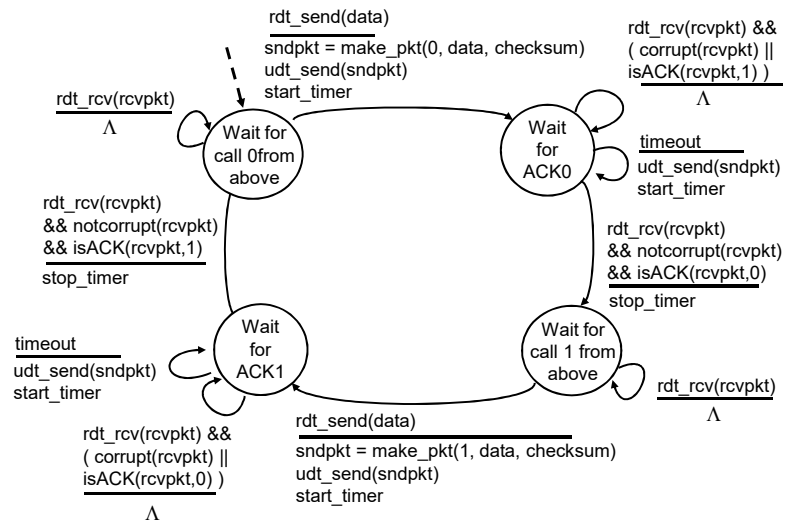 rdt_send(data)
sndpkt = make_pkt(0, data, checksum)
udt_send(sndpkt)
start_timer
rdt_rcv(rcvpkt) &&
( corrupt(rcvpkt) ||
isACK(rcvpkt,1) )
Λ
rdt_rcv(rcvpkt)
Λ
Wait for
call 0from
above
Wait
for
ACK0
timeout
udt_send(sndpkt)
start_timer
rdt_rcv(rcvpkt)
&& notcorrupt(rcvpkt)
&& isACK(rcvpkt,1)
stop_timer
rdt_rcv(rcvpkt)
&& notcorrupt(rcvpkt)
&& isACK(rcvpkt,0)
stop_timer
timeout
udt_send(sndpkt)
start_timer
Wait
for
ACK1
Wait for
call 1 from
above
rdt_rcv(rcvpkt)
Λ
rdt_rcv(rcvpkt) &&
( corrupt(rcvpkt) ||
isACK(rcvpkt,0) )
Λ
rdt_send(data)
sndpkt = make_pkt(1, data, checksum)
udt_send(sndpkt)
start_timer